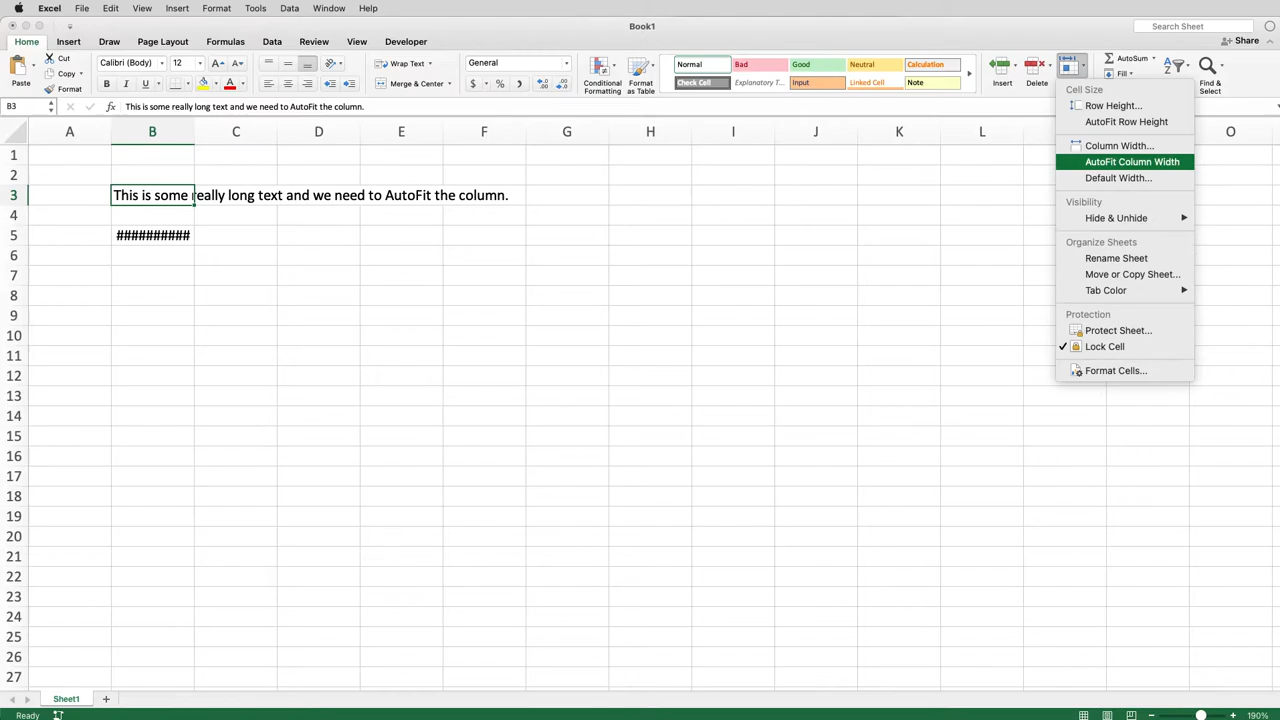 Excel File Edit View Insert Format Tools Data Window Help
Book1
Search Sheet
Home Insert Draw Page Layout Formulas Data Review View Developer
Share
Paste
Cut
Copy
Format
Calibri (Body) 12 A A
B I U A
Wrap Text
Merge & Center
General
$ % )
Conditional Formatting
Format as Table
Normal Bad Good Neutral Calculation
Check Cell Explanatory T... Input Linked Cell Note
Insert Delete
AutoSum
Fill
Find & Select
B3 fx This is some really long text and we need to AutoFit the column.
A B C D E F G H I J K L O
1
2
3 This is some really long text and we need to AutoFit the column.
4
5 ##########
6
7
8
9
10
11
12
13
14
15
16
17
18
19
20
21
22
23
24
25
26
27
Cell Size
Row Height...
AutoFit Row Height
Column Width...
AutoFit Column Width
Default Width...
Visibility
Hide & Unhide
Organize Sheets
Rename Sheet
Move or Copy Sheet...
Tab Color
Protection
Protect Sheet...
Lock Cell
Format Cells...
Sheet1
Ready
190%